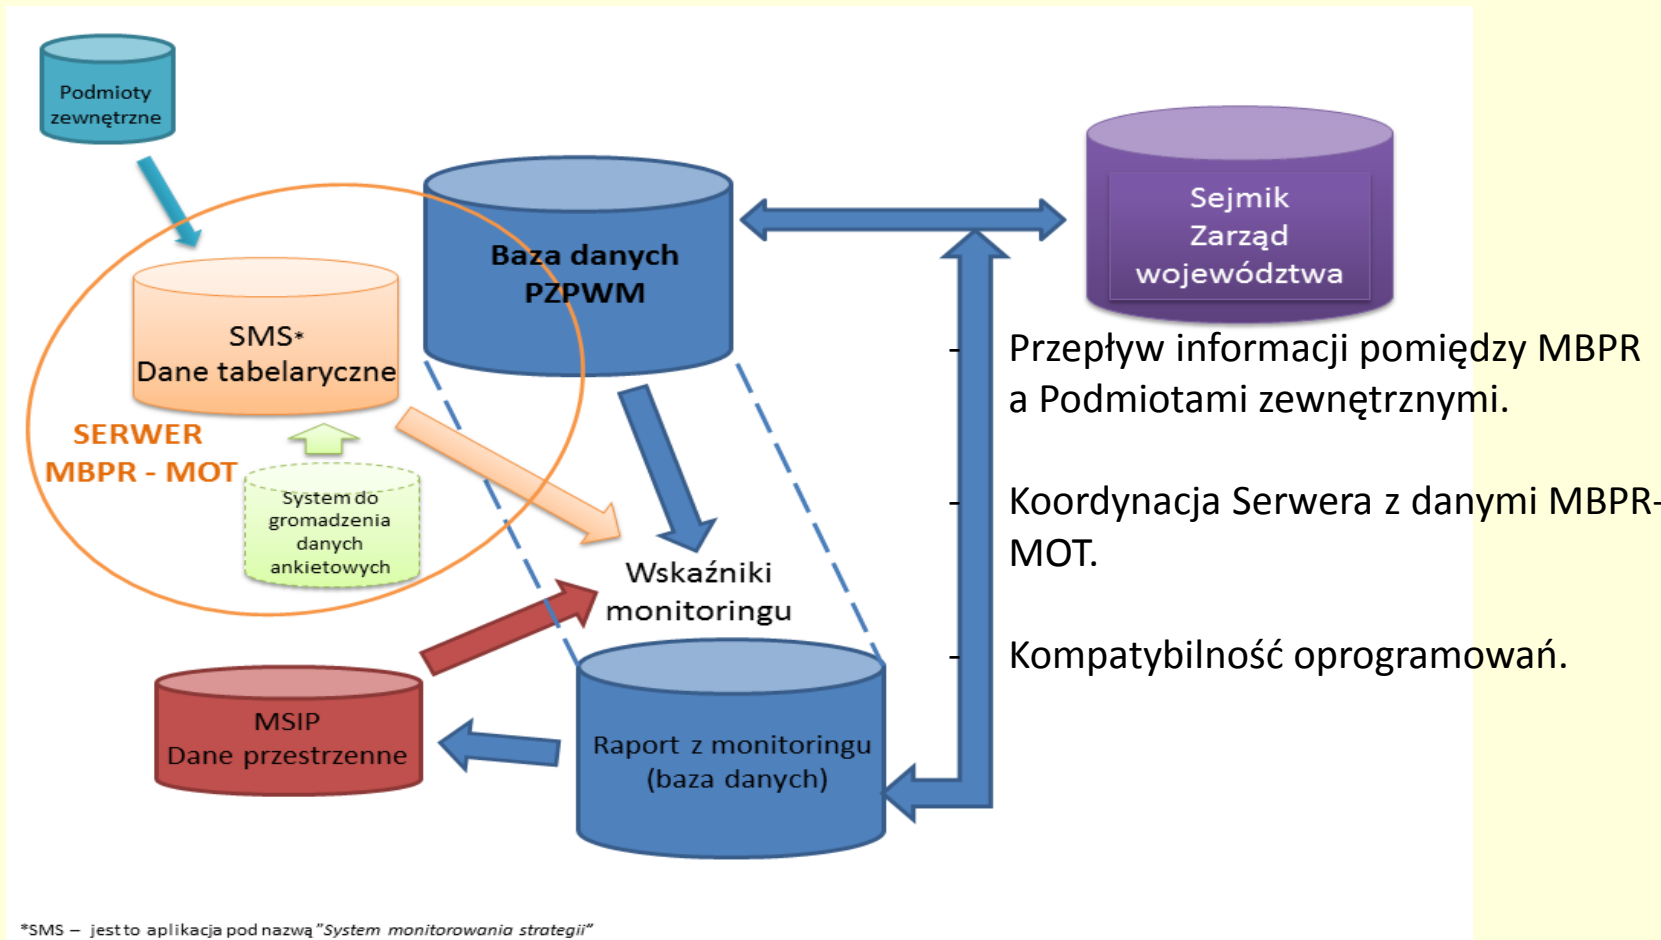 Podmioty
zewnętrzne
Baza danych
PZPWM
Sejmik
Zarząd
województwa
SMS*
Dane tabelaryczne
SERWER
MBPR - MOT
System do
gromadzenia
danych
ankietowych
Wskaźniki
monitoringu
MSIP
Dane przestrzenne
Raport z monitoringu
(baza danych)
- Przepływ informacji pomiędzy MBPR
a Podmiotami zewnętrznymi.
- Koordynacja Serwera z danymi MBPR-
MOT.
- Kompatybilność oprogramowań.
*SMS – jest to aplikacja pod nazwą "System monitorowania strategii"